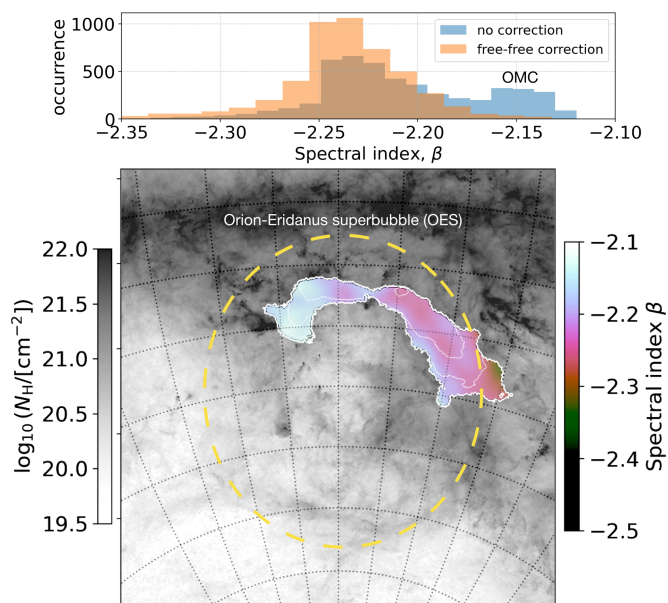 occurrence
1000
500
0
no correction
free-free correction
OMC
−2.35
−2.30
−2.25
−2.20
−2.15
−2.10
Spectral index, β
Orion-Eridanus superbubble (OES)
log₁₀ (N_H/[cm⁻²])
22.0
21.5
21.0
20.5
20.0
19.5
−2.1
−2.2
−2.3
−2.4
−2.5
Spectral index β